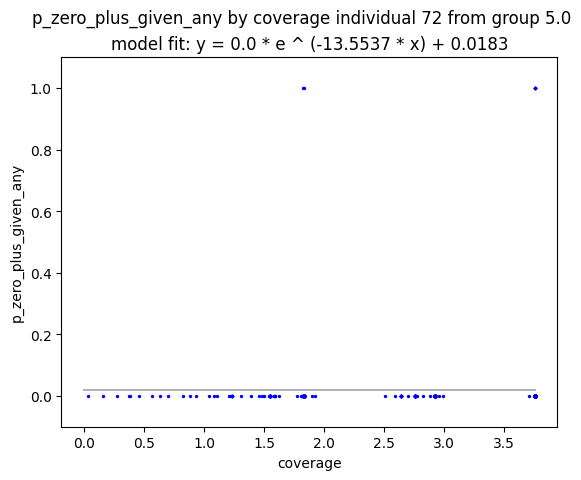 p_zero_plus_given_any by coverage individual 72 from group 5.0
model fit: y = 0.0 * e ^ (-13.5537 * x) + 0.0183
1.0
0.8
0.6
0.4
0.2
0.0
p_zero_plus_given_any
0.0 0.5 1.0 1.5 2.0 2.5 3.0 3.5
coverage